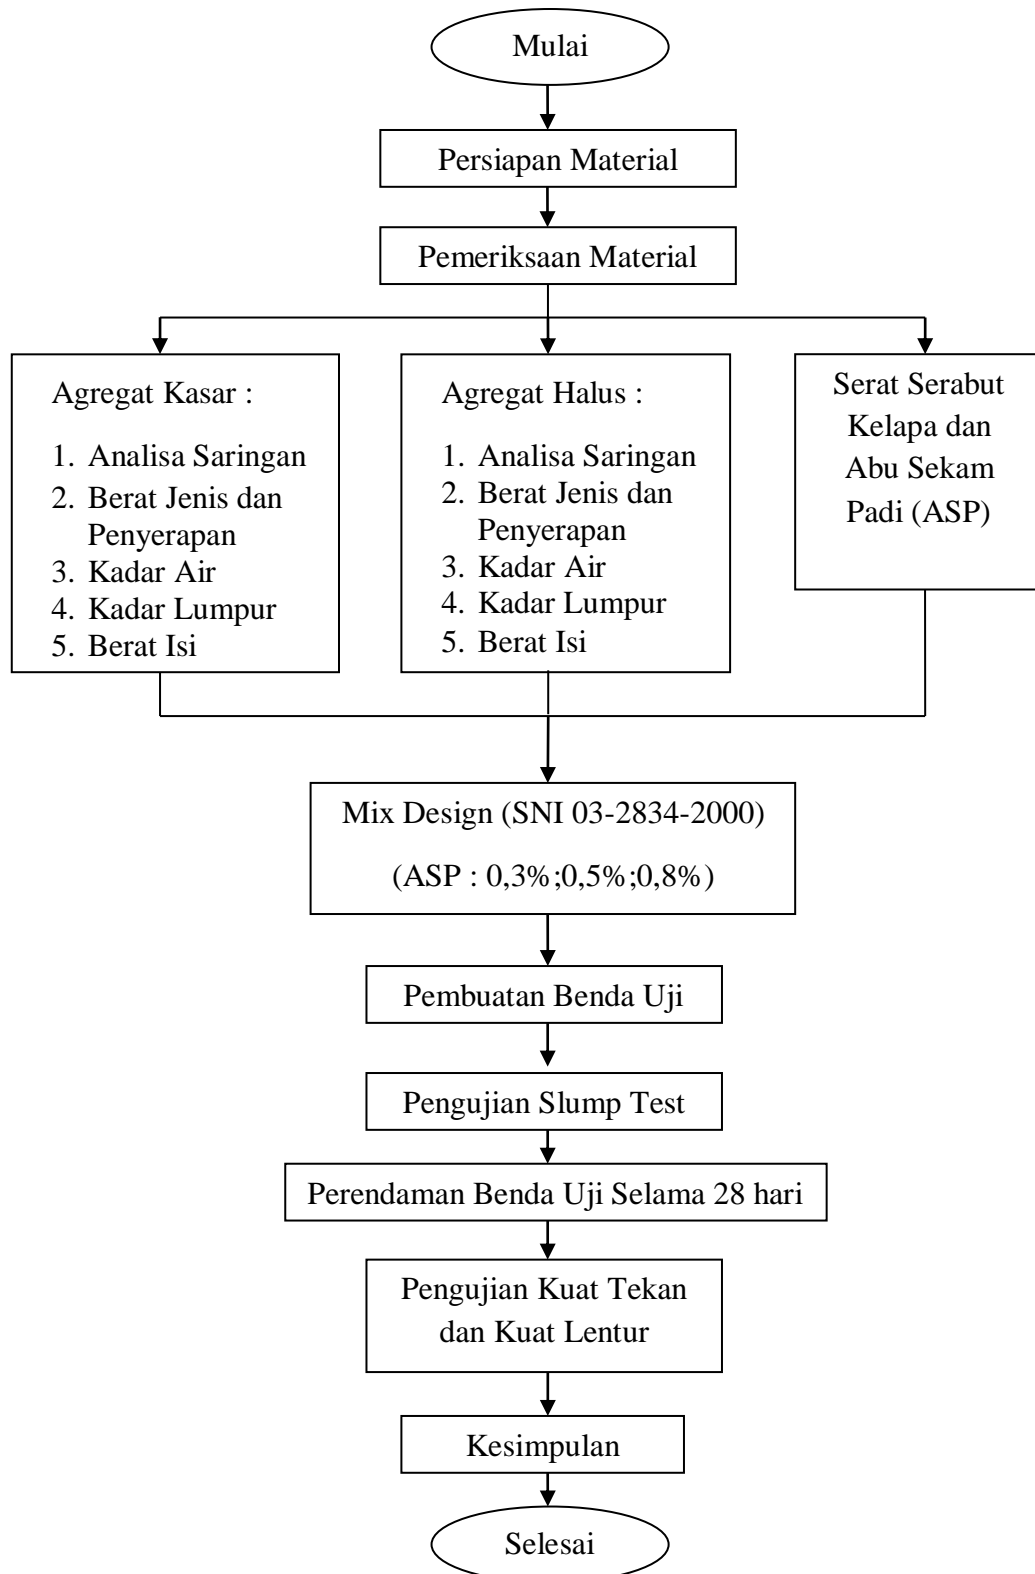 Mulai
Persiapan Material
Pemeriksaan Material
Agregat Kasar :
1. Analisa Saringan
2. Berat Jenis dan
Penyerapan
3. Kadar Air
4. Kadar Lumpur
5. Berat Isi
Agregat Halus :
1. Analisa Saringan
2. Berat Jenis dan
Penyerapan
3. Kadar Air
4. Kadar Lumpur
5. Berat Isi
Serat Serabut
Kelapa dan
Abu Sekam
Padi (ASP)
Mix Design (SNI 03-2834-2000)
(ASP : 0,3%;0,5%;0,8%)
Pembuatan Benda Uji
Pengujian Slump Test
Perendaman Benda Uji Selama 28 hari
Pengujian Kuat Tekan
dan Kuat Lentur
Kesimpulan
Selesai